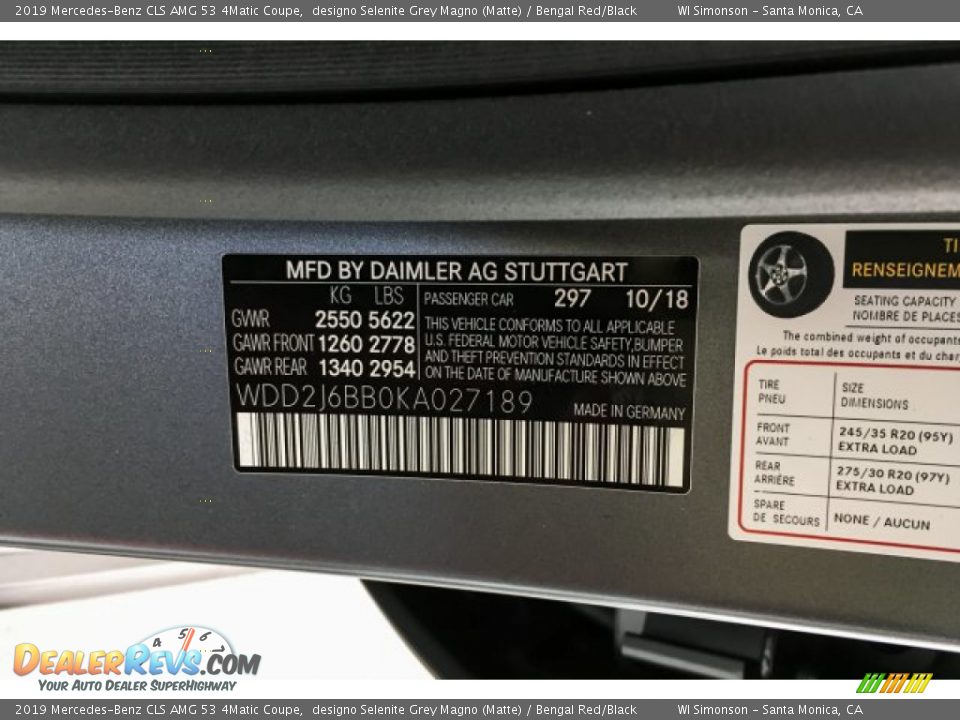 2019 Mercedes-Benz CLS AMG 53 4Matic Coupe, designo Selenite Grey Magno (Matte) / Bengal Red/Black WI Simonson - Santa Monica, CA
MFD BY DAIMLER AG STUTTGART
KG LBS
GVWR 2550 5622
GAWR FRONT 1260 2778
GAWR REAR 1340 2954
PASSENGER CAR 297 10/18
THIS VEHICLE CONFORMS TO ALL APPLICABLE
U.S. FEDERAL MOTOR VEHICLE SAFETY,BUMPER
AND THEFT PREVENTION STANDARDS IN EFFECT
ON THE DATE OF MANUFACTURE SHOWN ABOVE
WDD2J6BB0KA027189
MADE IN GERMANY
TI
RENSEIGNEM
SEATING CAPACITY
NOMBRE DE PLACES
The combined weight of occupants
Le poids total des occupants et du char
TIRE
PNEU
SIZE
DIMENSIONS
FRONT
AVANT
245/35 R20 (95Y)
EXTRA LOAD
REAR
ARRIÈRE
275/30 R20 (97Y)
EXTRA LOAD
SPARE
DE SECOURS
NONE / AUCUN
4 5 6
DealerRevs.com
Your Auto Dealer SuperHighway
2019 Mercedes-Benz CLS AMG 53 4Matic Coupe, designo Selenite Grey Magno (Matte) / Bengal Red/Black WI Simonson - Santa Monica, CA